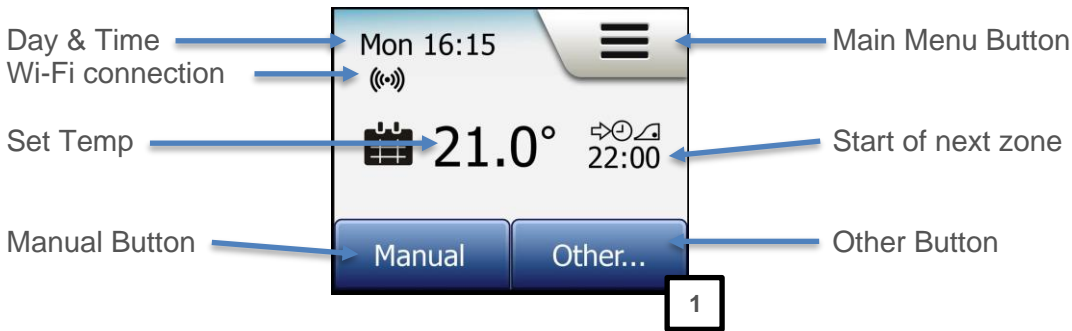 Day & Time
Mon 16:15
Main Menu Button
Wi-Fi connection
Set Temp
21.0°
22:00
Start of next zone
Manual Button
Manual
Other...
Other Button
1